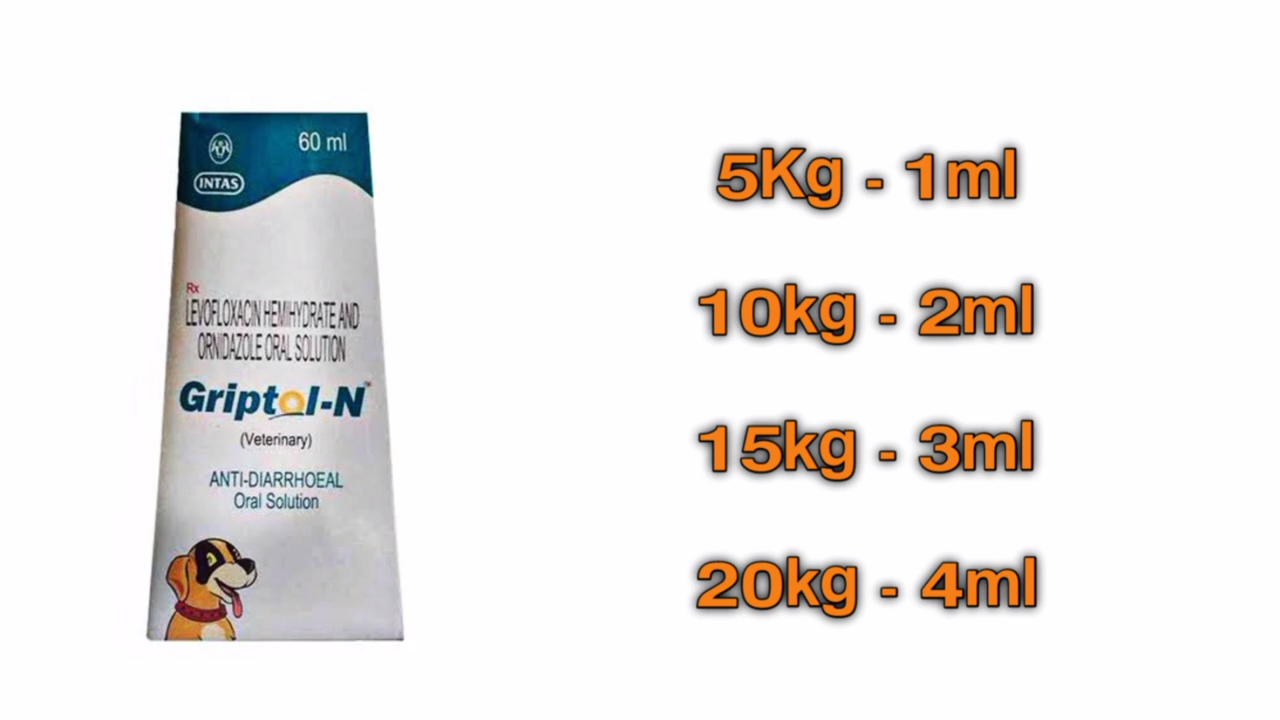 60 ml
INTAS
Rx
LEVOFLOXACIN HEMIHYDRATE AND
ORNIDAZOLE ORAL SOLUTION
Griptol-N™
(Veterinary)
ANTI-DIARRHOEAL
Oral Solution
5Kg - 1ml
10kg - 2ml
15kg - 3ml
20kg - 4ml